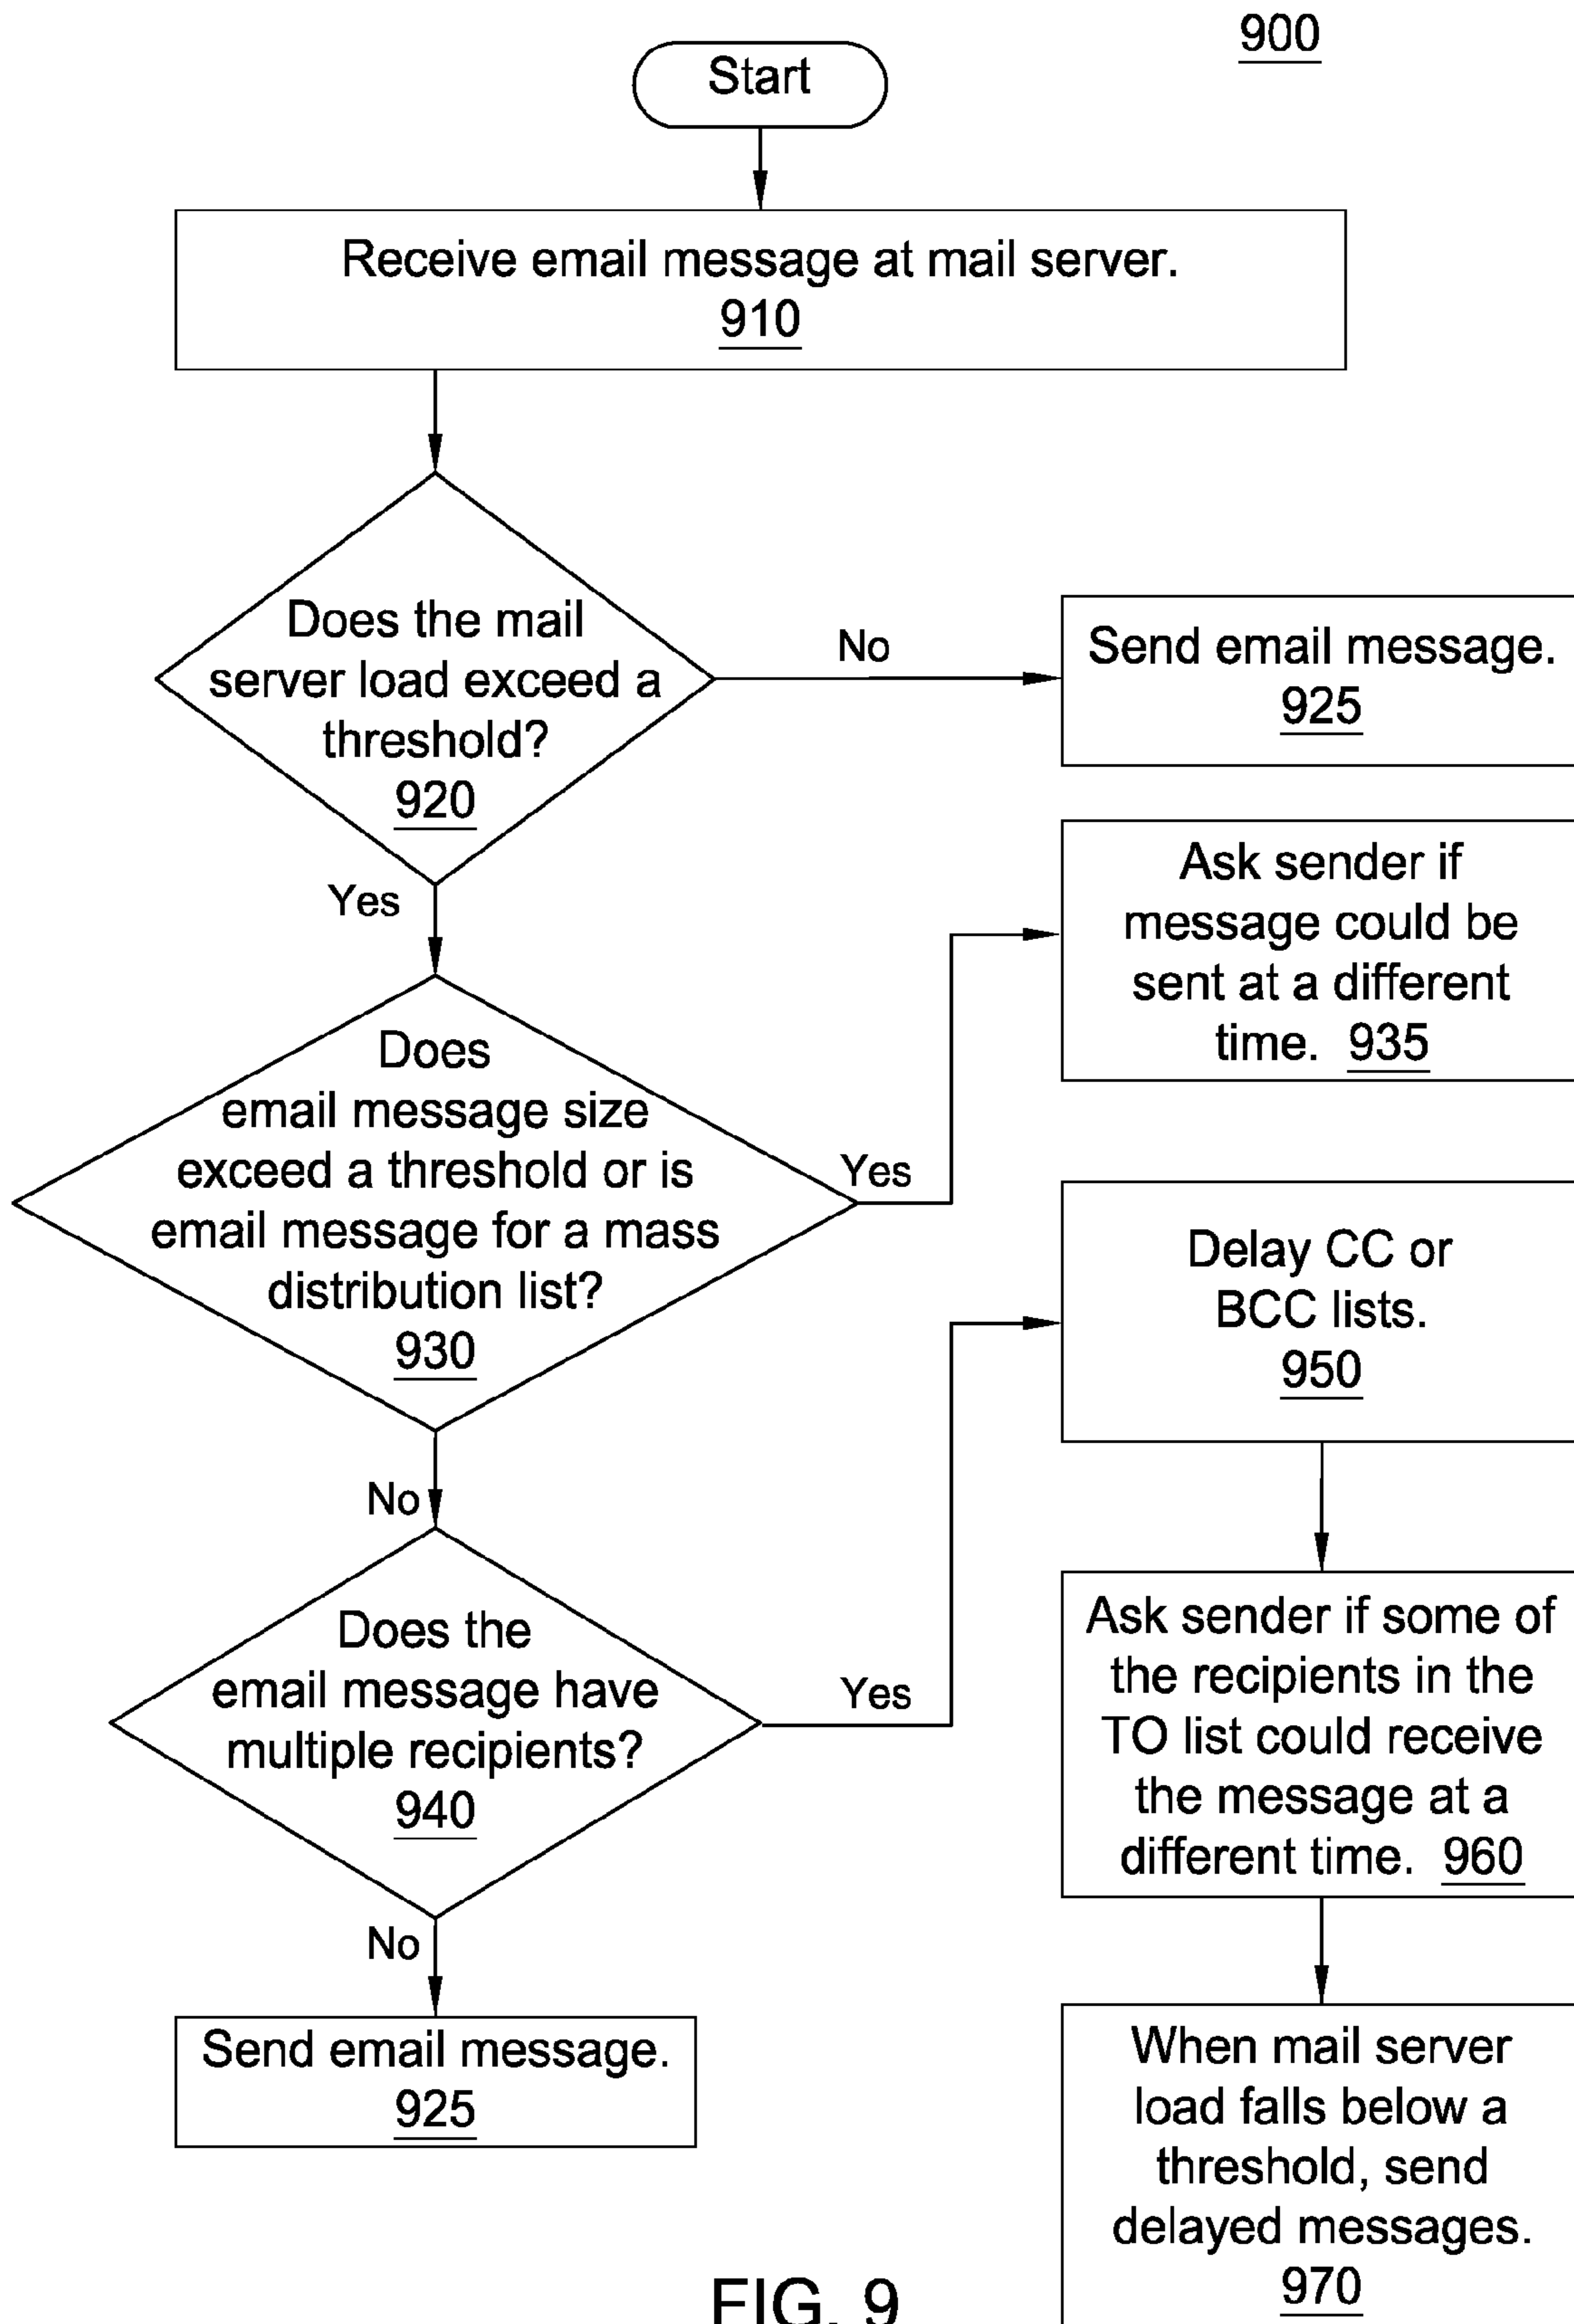 900
Start
Receive email message at mail server.
910
Does the mail
server load exceed a
threshold?
920
No
Send email message.
925
Yes
Does
email message size
exceed a threshold or is
email message for a mass
distribution list?
930
Yes
Ask sender if
message could be
sent at a different
time. 935
No
Does the
email message have
multiple recipients?
940
Yes
Delay CC or
BCC lists.
950
Ask sender if some of
the recipients in the
TO list could receive
the message at a
different time. 960
No
Send email message.
925
When mail server
load falls below a
threshold, send
delayed messages.
970
FIG. 9